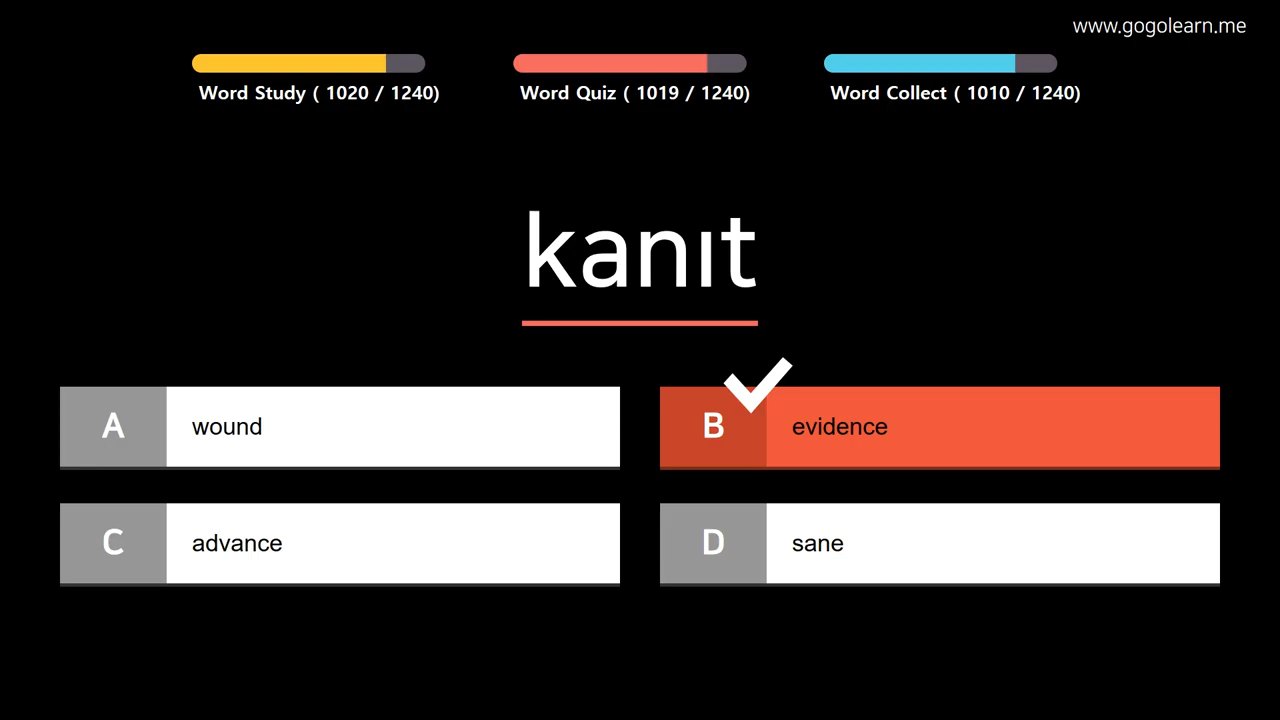 www.gogolearn.me
Word Study ( 1020 / 1240)
Word Quiz ( 1019 / 1240)
Word Collect ( 1010 / 1240)
kanıt
A
wound
B
evidence
C
advance
D
sane